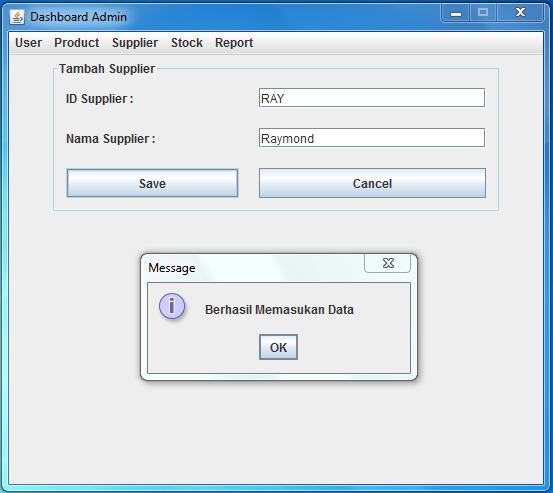 Dashboard Admin
User Product Supplier Stock Report
Tambah Supplier
ID Supplier : RAY
Nama Supplier : Raymond
Save Cancel
Message
Berhasil Memasukan Data
OK